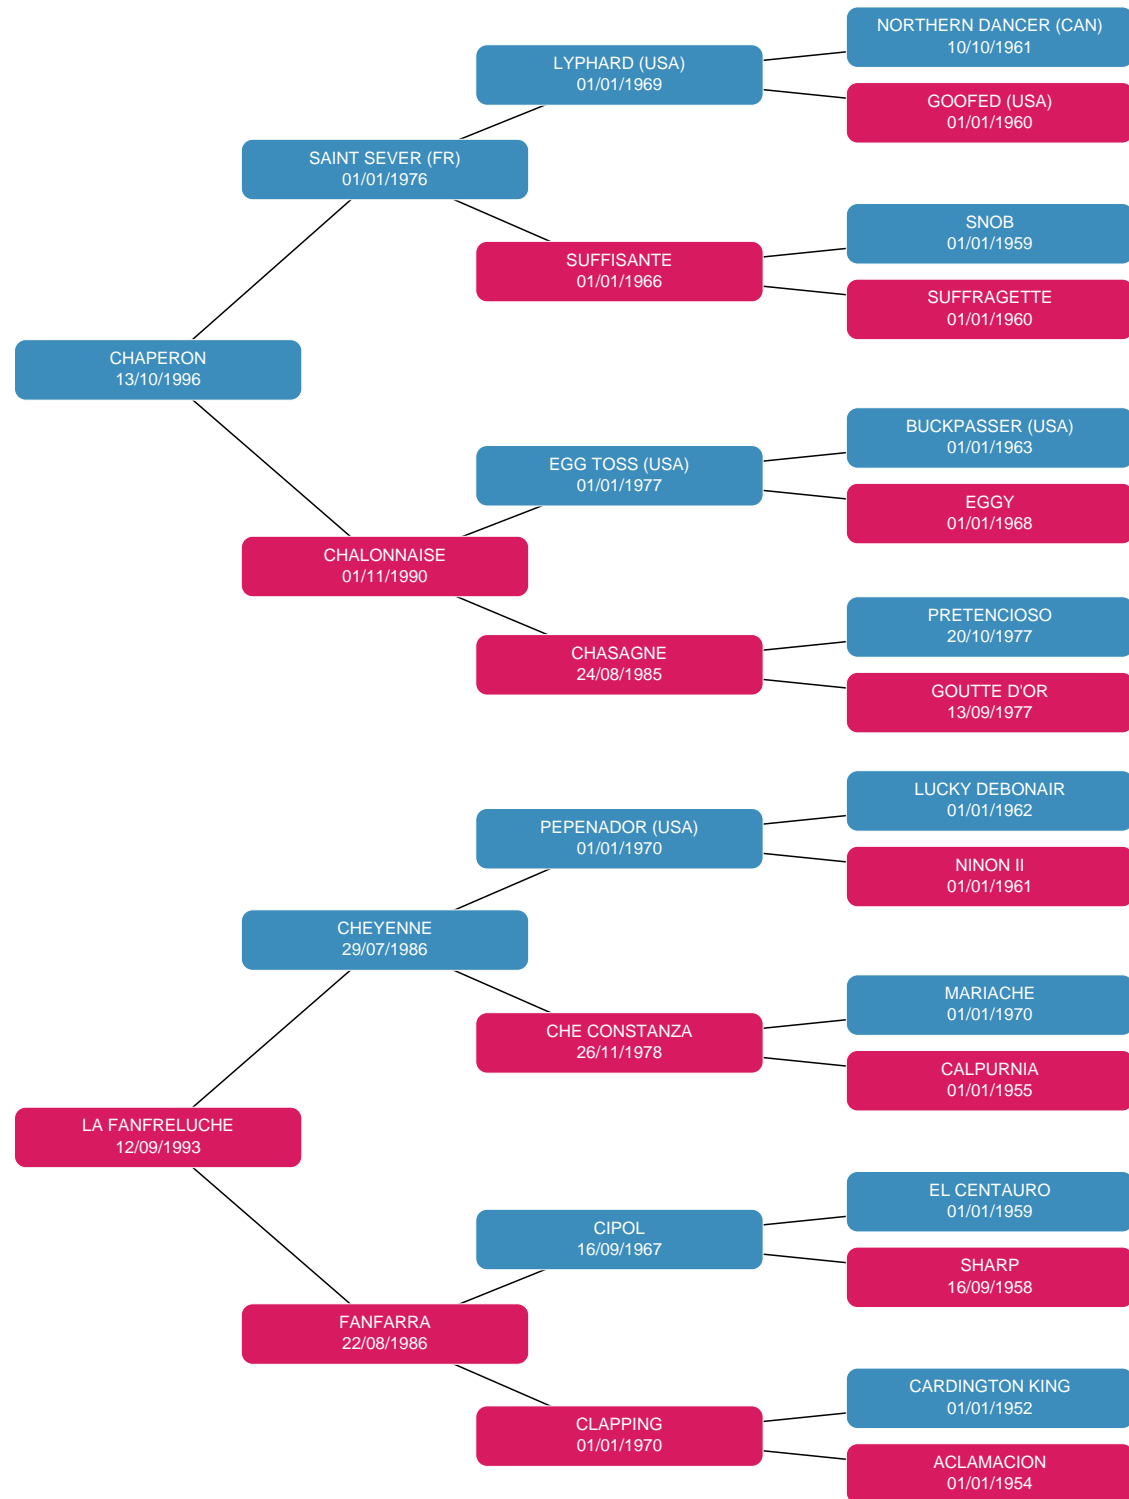 NORTHERN DANCER (CAN)
10/10/1961
LYPHARD (USA)
01/01/1969
GOOFED (USA)
01/01/1960
SAINT SEVER (FR)
01/01/1976
SNOB
01/01/1959
SUFFISANTE
01/01/1966
SUFFRAGETTE
01/01/1960
CHAPERON
13/10/1996
BUCKPASSER (USA)
01/01/1963
EGG TOSS (USA)
01/01/1977
EGGY
01/01/1968
CHALONNAISE
01/11/1990
PRETENCIOSO
20/10/1977
CHASAGNE
24/08/1985
GOUTTE D'OR
13/09/1977
LUCKY DEBONAIR
01/01/1962
PEPENADOR (USA)
01/01/1970
NINON II
01/01/1961
CHEYENNE
29/07/1986
MARIACHE
01/01/1970
CHE CONSTANZA
26/11/1978
CALPURNIA
01/01/1955
LA FANFRELUCHE
12/09/1993
EL CENTAURO
01/01/1959
CIPOL
16/09/1967
SHARP
16/09/1958
FANFARRA
22/08/1986
CARDINGTON KING
01/01/1952
CLAPPING
01/01/1970
ACLAMACION
01/01/1954